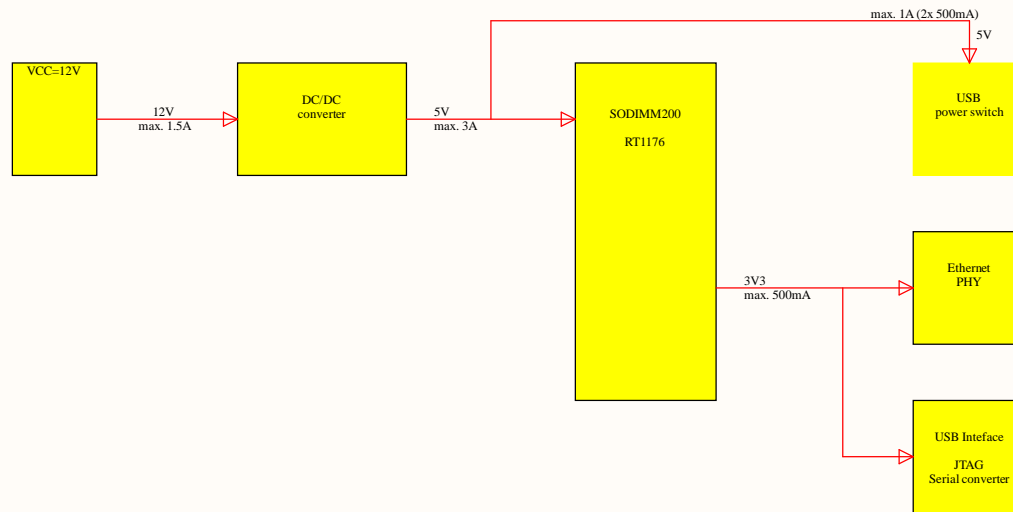 max. 1A (2x 500mA)
5V
VCC=12V
12V
max. 1.5A
DC/DC
converter
5V
max. 3A
SODIMM200
RT1176
USB
power switch
3V3
max. 500mA
Ethernet
PHY
USB Inteface
JTAG
Serial converter